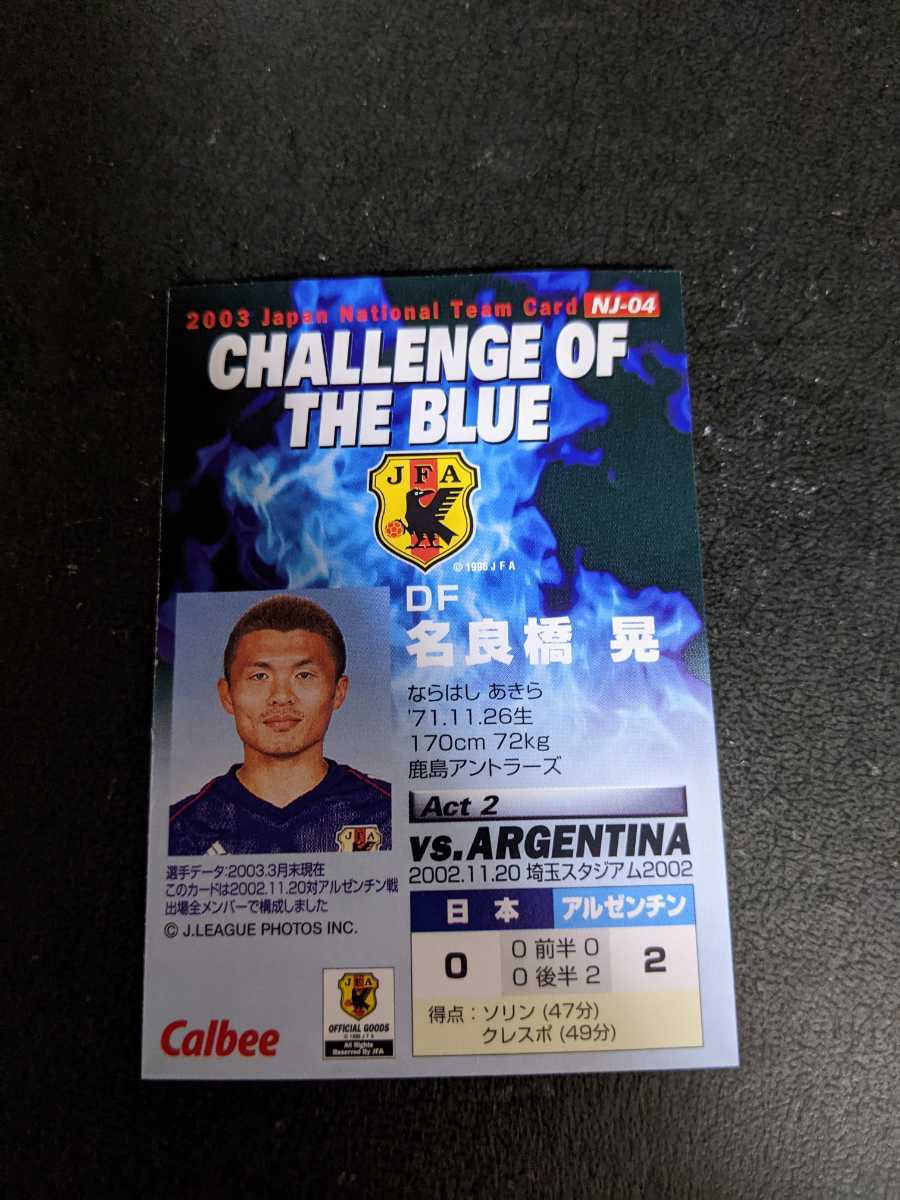 2003 Japan National Team Card NJ-04
CHALLENGE OF
THE BLUE
JFA
© 1996 J F A
DF
名良橋 晃
ならはし あきら
'71.11.26生
170cm 72kg
鹿島アントラーズ
Act 2
vs. ARGENTINA
2002.11.20 埼玉スタジアム2002
日本 アルゼンチン
0 0 前半 0 2
0 後半 2
得点：ソリン (47分)
クレスポ (49分)
選手データ:2003.3月末現在
このカードは2002.11.20対アルゼンチン戦
出場全メンバーで構成しました
© J.LEAGUE PHOTOS INC.
Calbee
JFA
OFFICIAL GOODS
© 1996 J F A
All Rights
Reserved By JFA